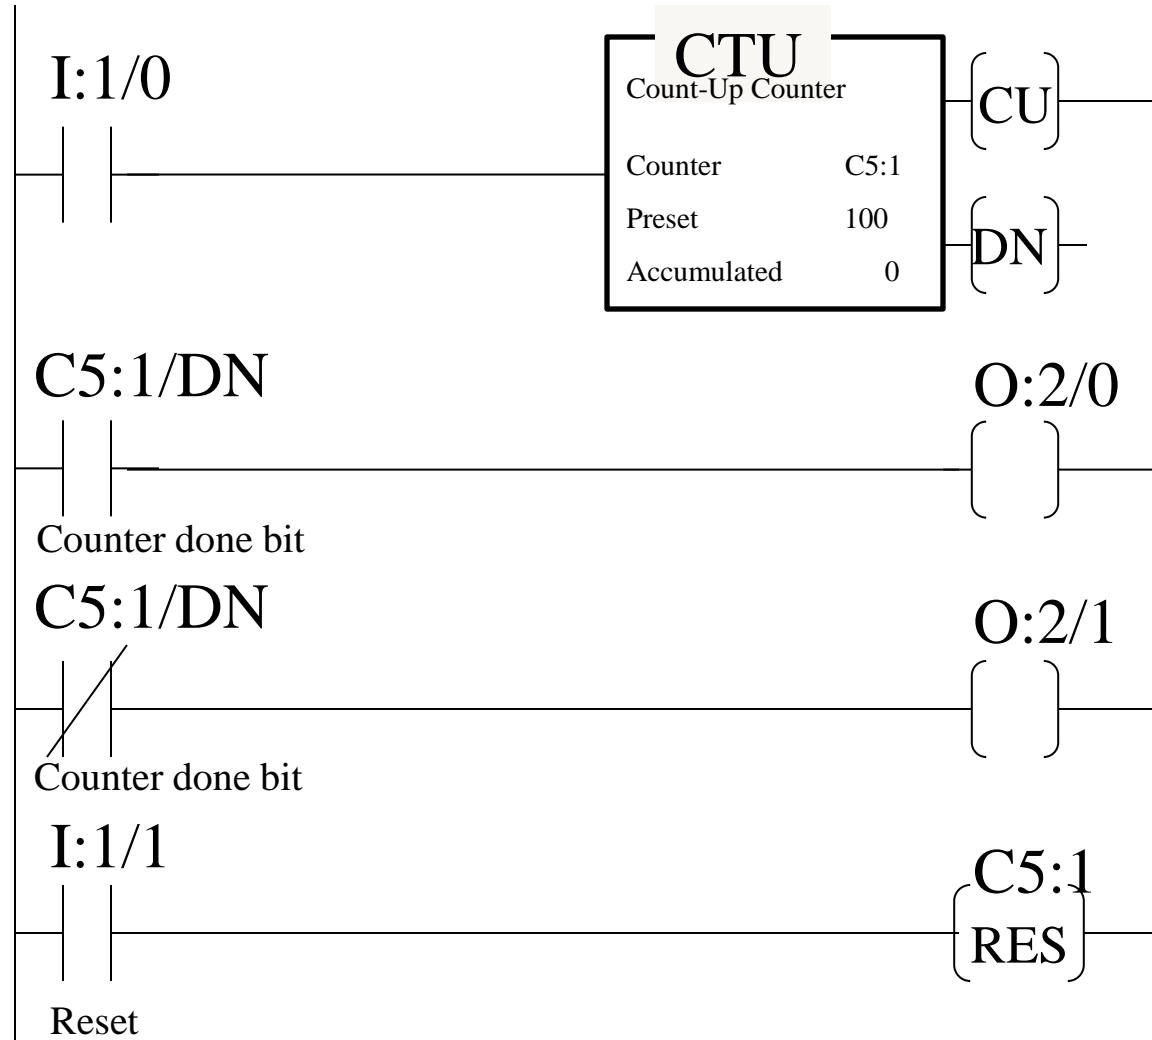 I:1/0
CTU
Count-Up Counter
CU
Counter C5:1
Preset 100
DN
Accumulated 0
C5:1/DN
O:2/0
Counter done bit
C5:1/DN
O:2/1
Counter done bit
I:1/1
C5:1
RES
Reset